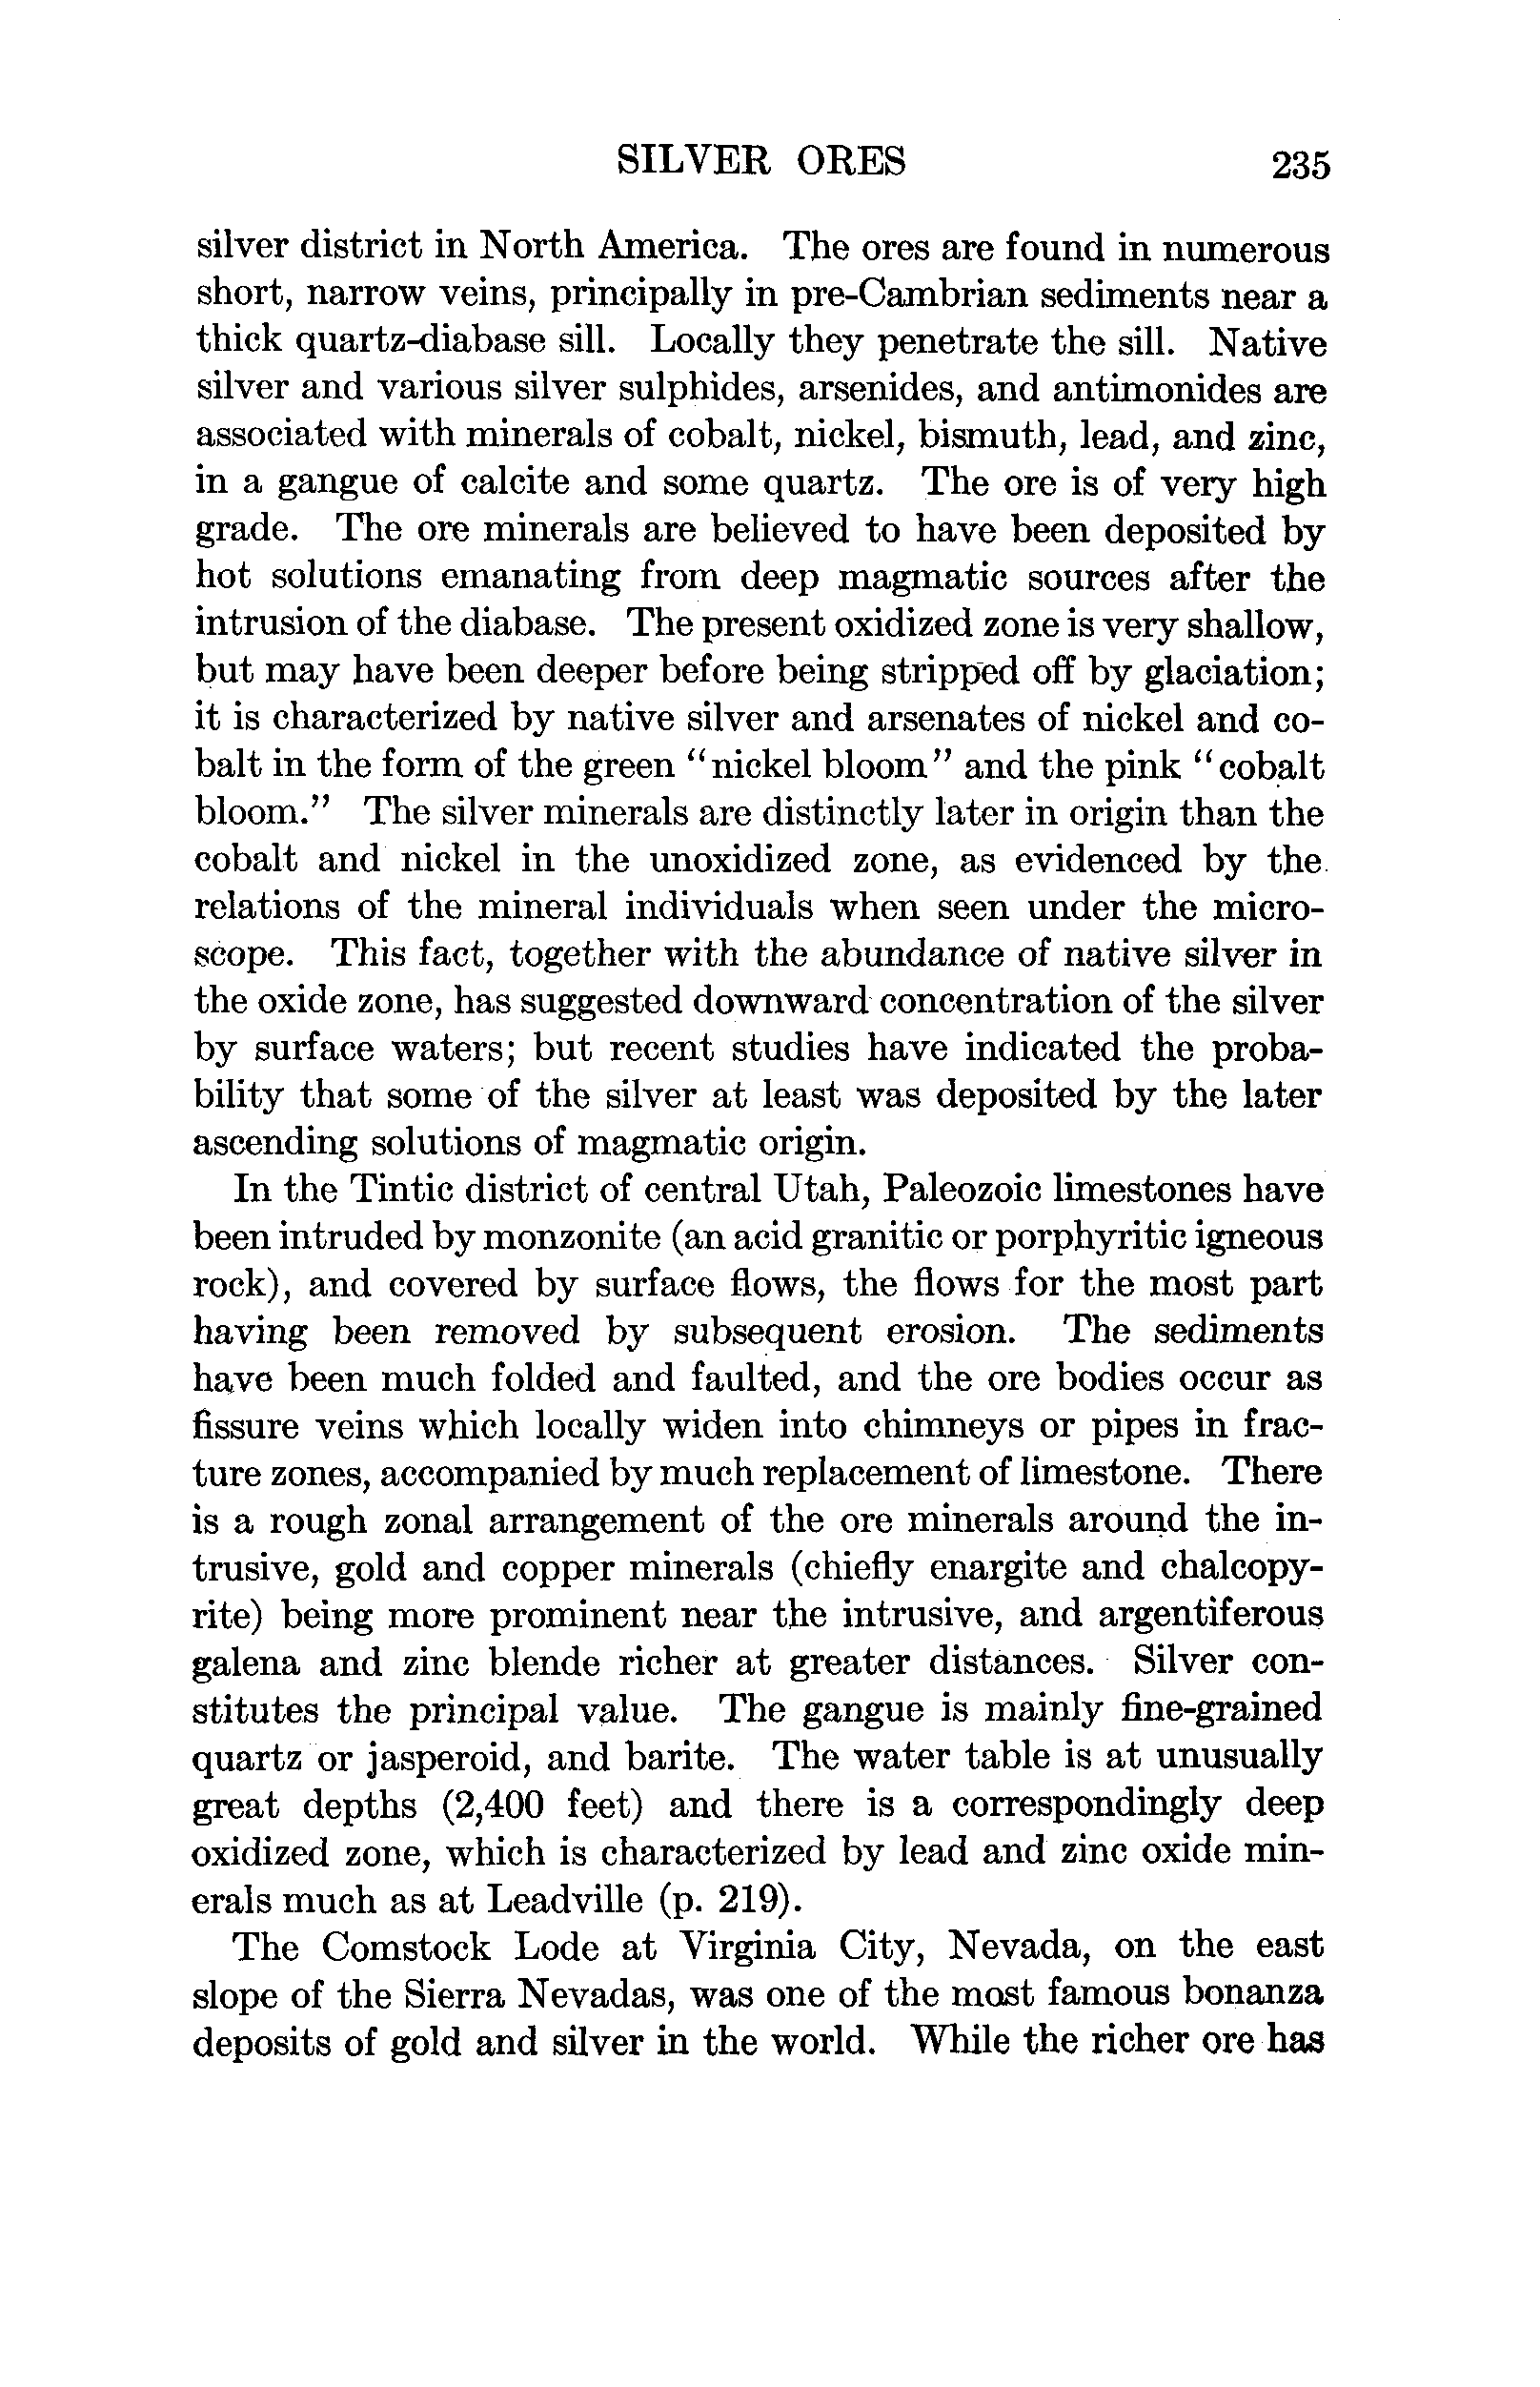 SILVER ORES 235
silver district in North America. The ores are found in numerous
short, narrow veins, principally in pre-Cambrian sediments near a
thick quartz-diabase sill. Locally they penetrate the sill. Native
silver and various silver sulphides, arsenides, and antimonides are
associated with minerals of cobalt, nickel, bismuth, lead, and zinc,
in a gangue of calcite and some quartz. The ore is of very high
grade. The ore minerals are believed to have been deposited by
hot solutions emanating from deep magmatic sources after the
intrusion of the diabase. The present oxidized zone is very shallow,
but may have been deeper before being stripped off by glaciation;
it is characterized by native silver and arsenates of nickel and co-
balt in the form of the green “nickel bloom” and the pink “cobalt
bloom.” The silver minerals are distinctly later in origin than the
cobalt and nickel in the unoxidized zone, as evidenced by the
relations of the mineral individuals when seen under the micro-
scope. This fact, together with the abundance of native silver in
the oxide zone, has suggested downward concentration of the silver
by surface waters; but recent studies have indicated the proba-
bility that some of the silver at least was deposited by the later
ascending solutions of magmatic origin.
In the Tintic district of central Utah, Paleozoic limestones have
been intruded by monzonite (an acid granitic or porphyritic igneous
rock), and covered by surface flows, the flows for the most part
having been removed by subsequent erosion. The sediments
have been much folded and faulted, and the ore bodies occur as
fissure veins which locally widen into chimneys or pipes in frac-
ture zones, accompanied by much replacement of limestone. There
is a rough zonal arrangement of the ore minerals around the in-
trusive, gold and copper minerals (chiefly enargite and chalcopy-
rite) being more prominent near the intrusive, and argentiferous
galena and zinc blende richer at greater distances. Silver con-
stitutes the principal value. The gangue is mainly fine-grained
quartz or jasperoid, and barite. The water table is at unusually
great depths (2,400 feet) and there is a correspondingly deep
oxidized zone, which is characterized by lead and zinc oxide min-
erals much as at Leadville (p. 219).
The Comstock Lode at Virginia City, Nevada, on the east
slope of the Sierra Nevadas, was one of the most famous bonanza
deposits of gold and silver in the world. While the richer ore has